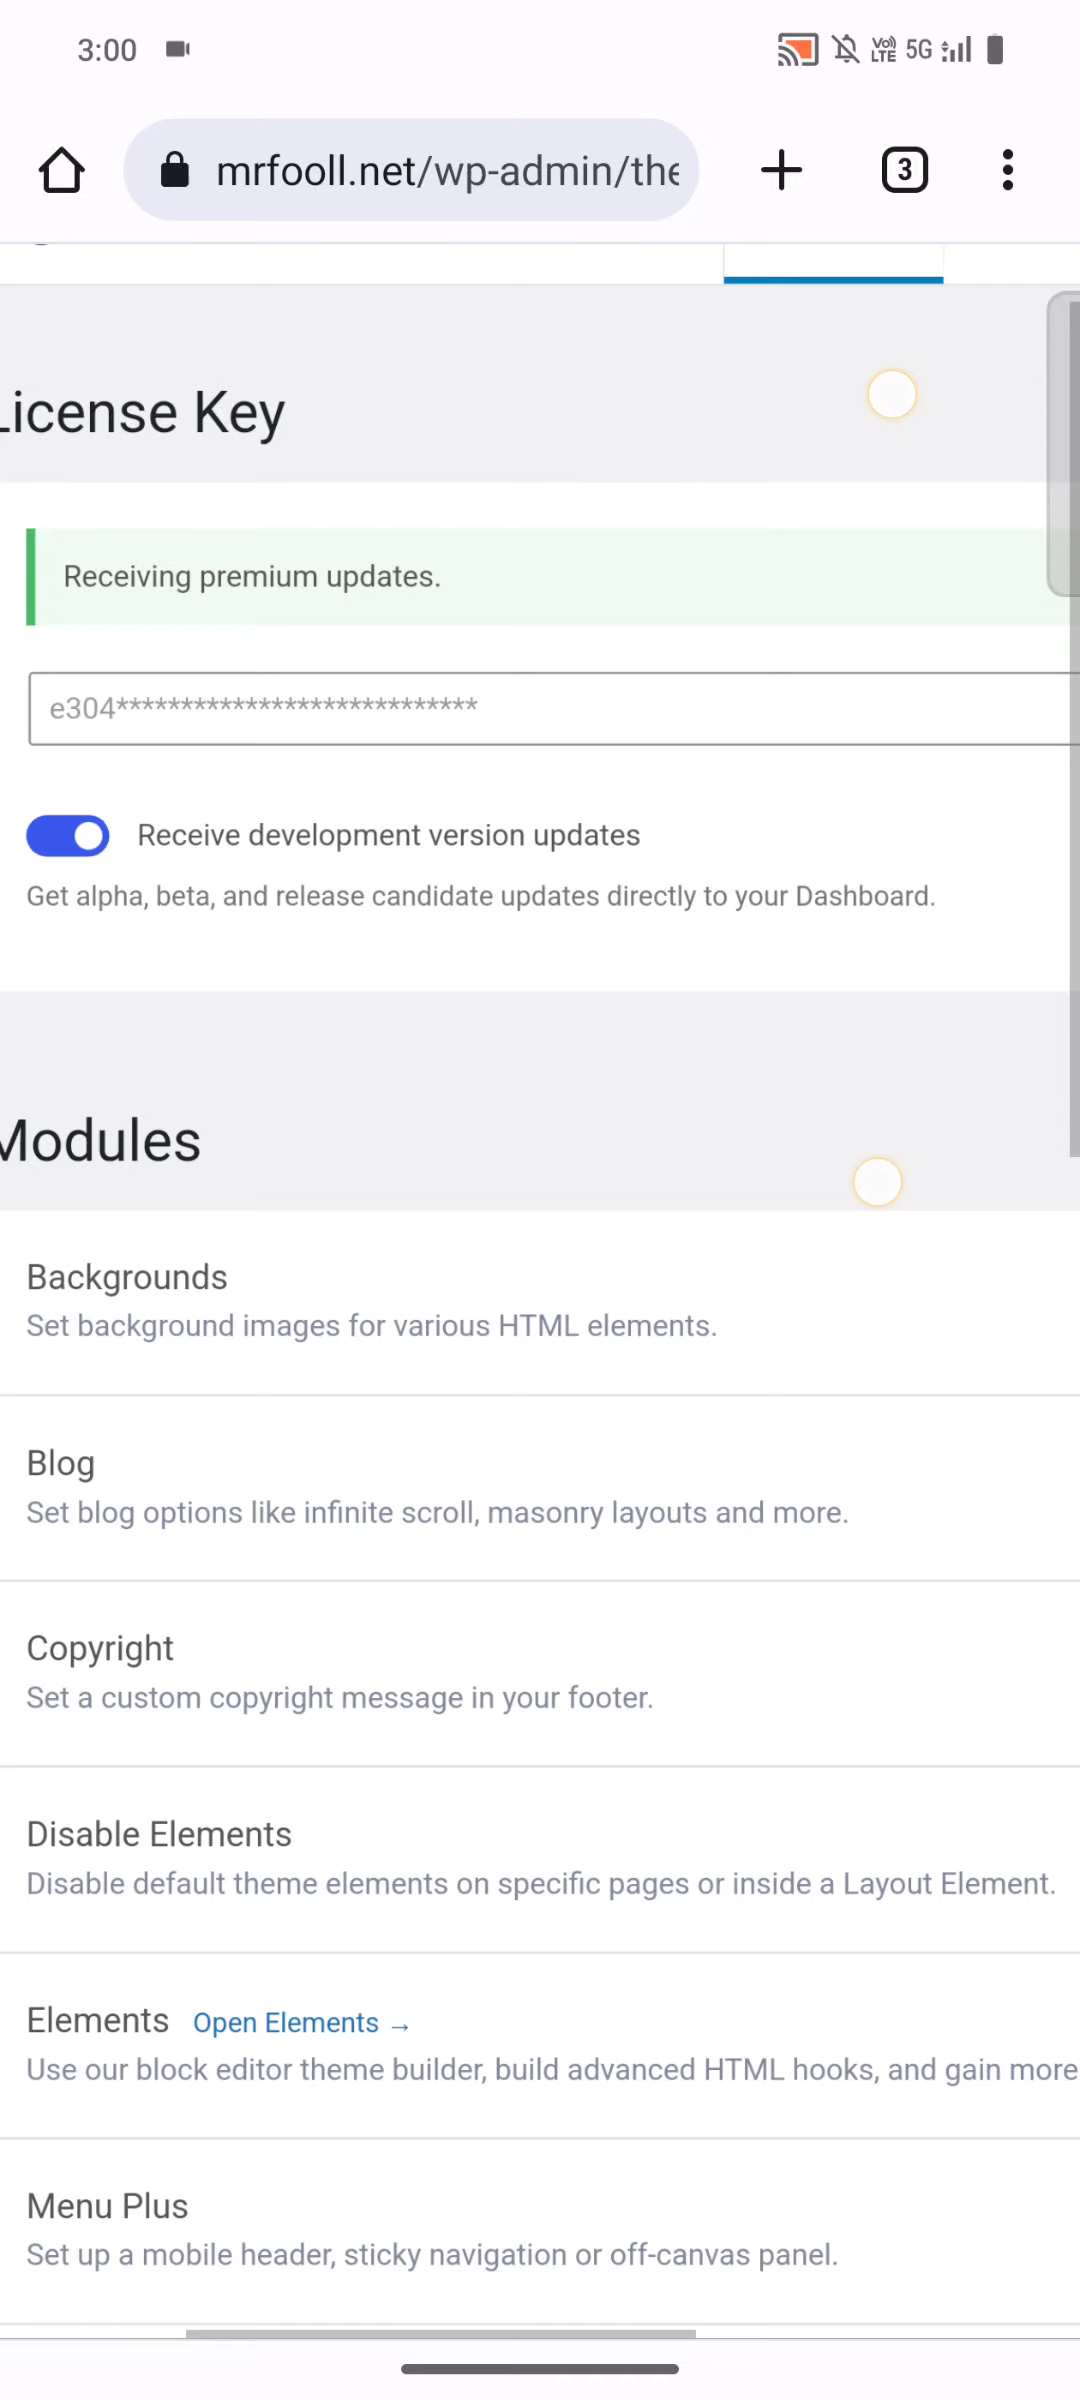 3:00
Vo)) LTE 5G
mrfooll.net/wp-admin/the
3
License Key
Receiving premium updates.
e304****************************
Receive development version updates
Get alpha, beta, and release candidate updates directly to your Dashboard.
Modules
Backgrounds
Set background images for various HTML elements.
Blog
Set blog options like infinite scroll, masonry layouts and more.
Copyright
Set a custom copyright message in your footer.
Disable Elements
Disable default theme elements on specific pages or inside a Layout Element.
Elements Open Elements →
Use our block editor theme builder, build advanced HTML hooks, and gain more
Menu Plus
Set up a mobile header, sticky navigation or off-canvas panel.